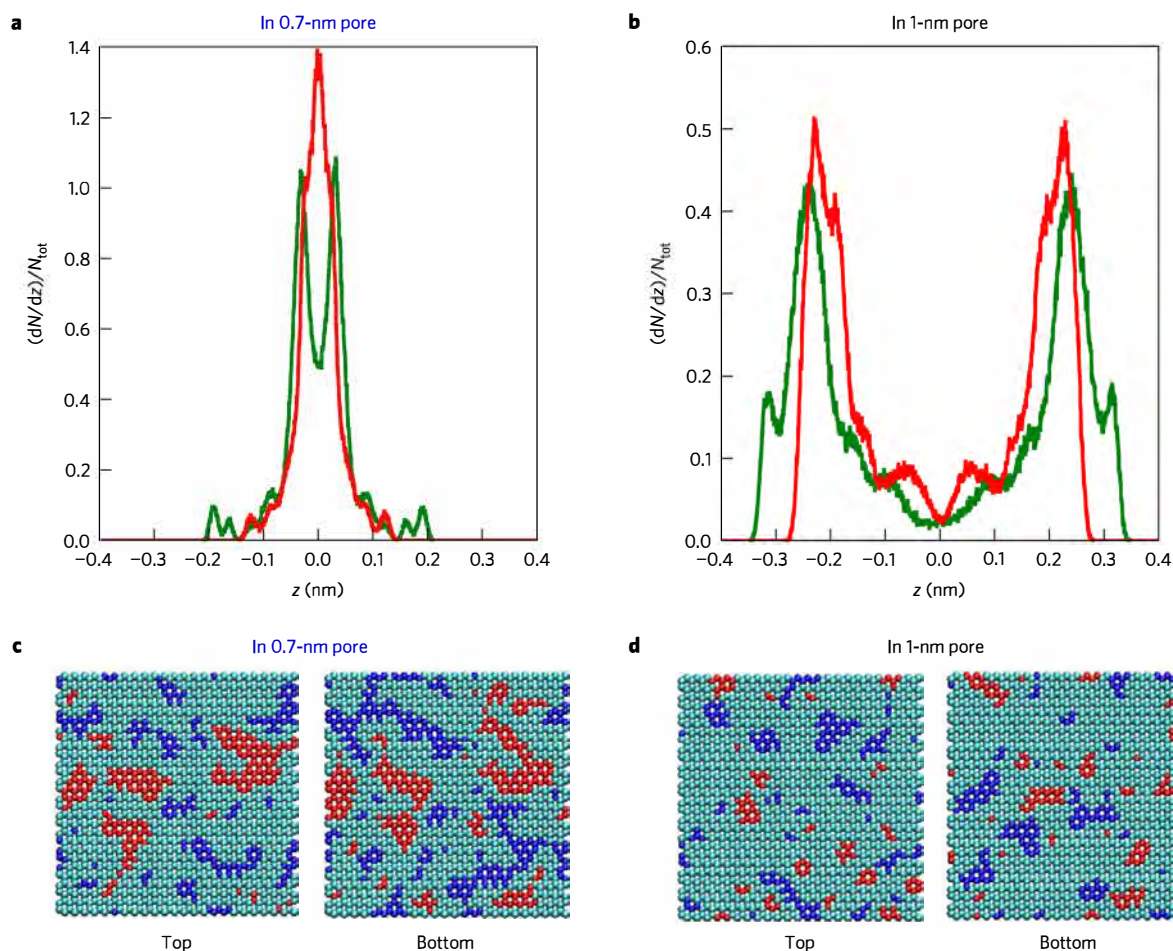 a
In 0.7-nm pore
1.4
1.2
1.0
0.8
0.6
0.4
0.2
0.0
(dN/dz)/Ntot
−0.4 −0.3 −0.2 −0.1 0.0 0.1 0.2 0.3 0.4
z (nm)
b
In 1-nm pore
0.6
0.5
0.4
0.3
0.2
0.1
0.0
(dN/dz)/Ntot
−0.4 −0.3 −0.2 −0.1 0.0 0.1 0.2 0.3 0.4
z (nm)
c
In 0.7-nm pore
Top Bottom
d
In 1-nm pore
Top Bottom